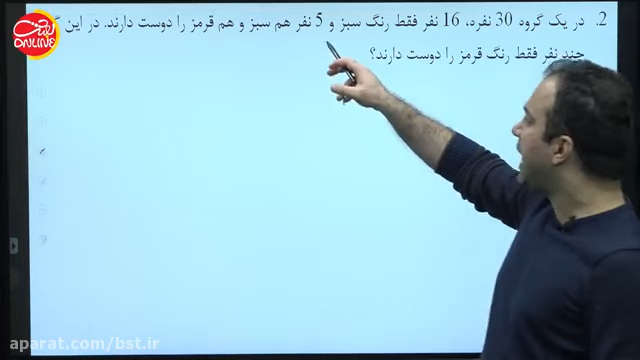 2. در یک گروه 30 نفره، 16 نفر فقط رنگ سبز و 5 نفر هم سبز و هم قرمز را دوست دارند. در این
چند نفر فقط رنگ قرمز را دوست دارند؟
ONLINE
aparat.com/bst.ir